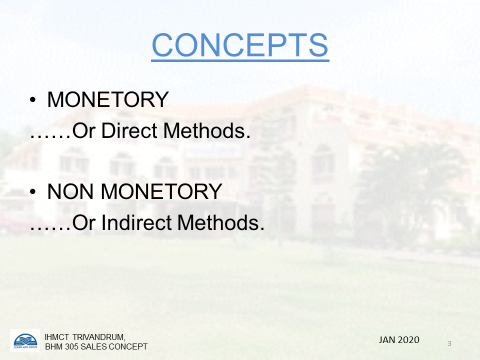 CONCEPTS
• MONETORY
……Or Direct Methods.
• NON MONETORY
……Or Indirect Methods.
IHMCT TRIVANDRUM,
BHM 305 SALES CONCEPT
JAN 2020
3